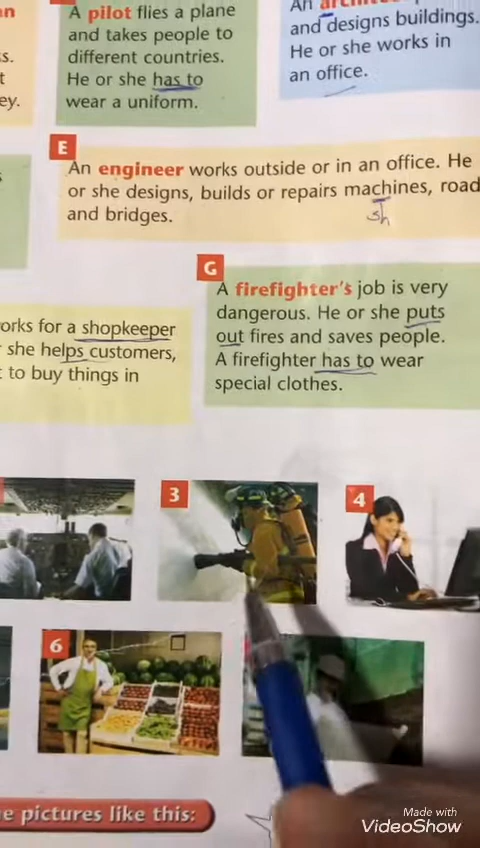 A pilot flies a plane
and takes people to
different countries.
He or she has to
wear a uniform.
An
and designs buildings.
He or she works in
an office.
ey.
E
An engineer works outside or in an office. He
or she designs, builds or repairs machines, road
and bridges.
sh
G
A firefighter's job is very
dangerous. He or she puts
out fires and saves people.
A firefighter has to wear
special clothes.
orks for a shopkeeper
she helps customers,
to buy things in
3
4
6
e pictures like this:
Made with
VideoShow